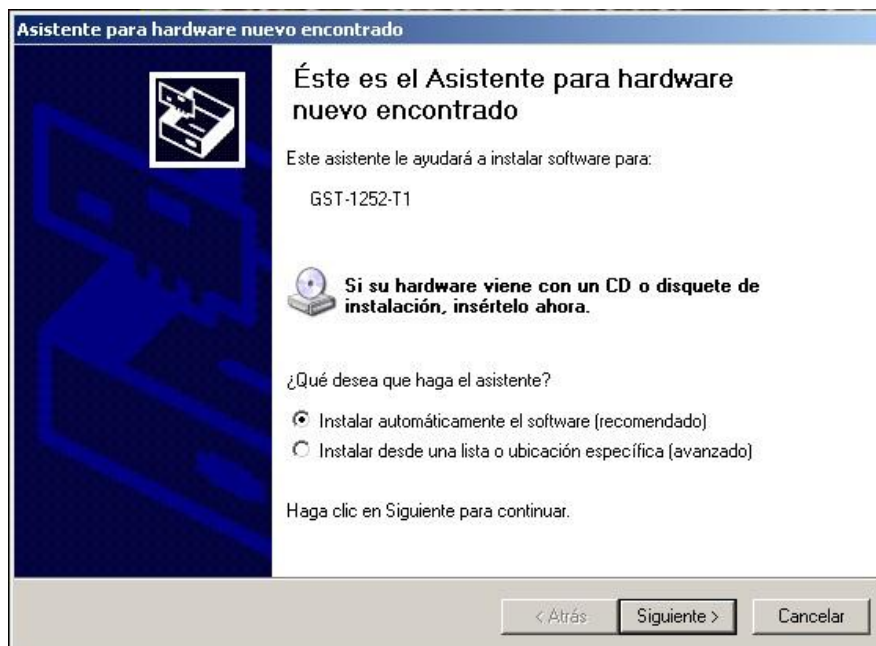 Asistente para hardware nuevo encontrado
Éste es el Asistente para hardware
nuevo encontrado
Este asistente le ayudará a instalar software para:
GST-1252-T1
Si su hardware viene con un CD o disquete de
instalación, insértelo ahora.
¿Qué desea que haga el asistente?
Instalar automáticamente el software (recomendado)
Instalar desde una lista o ubicación específica (avanzado)
Haga clic en Siguiente para continuar.
< Atrás
Siguiente >
Cancelar